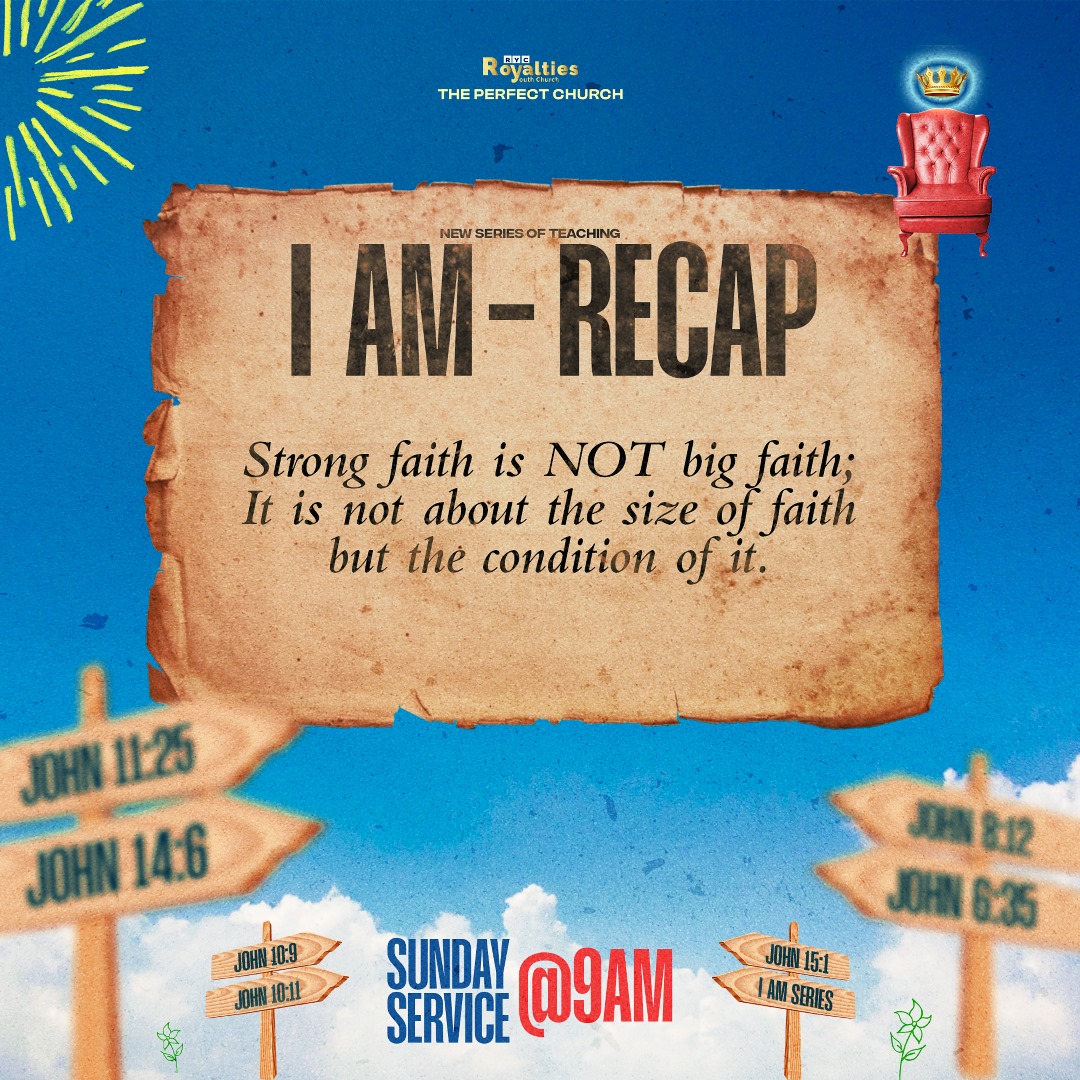 RYC
Royalties
outh Church
THE PERFECT CHURCH
NEW SERIES OF TEACHING
I AM – RECAP
Strong faith is NOT big faith;
It is not about the size of faith
but the condition of it.
JOHN 11:25
JOHN 14:6
JOHN 8:12
JOHN 6:35
JOHN 10:9
JOHN 10:11
SUNDAY
SERVICE
@9AM
JOHN 15:1
I AM SERIES